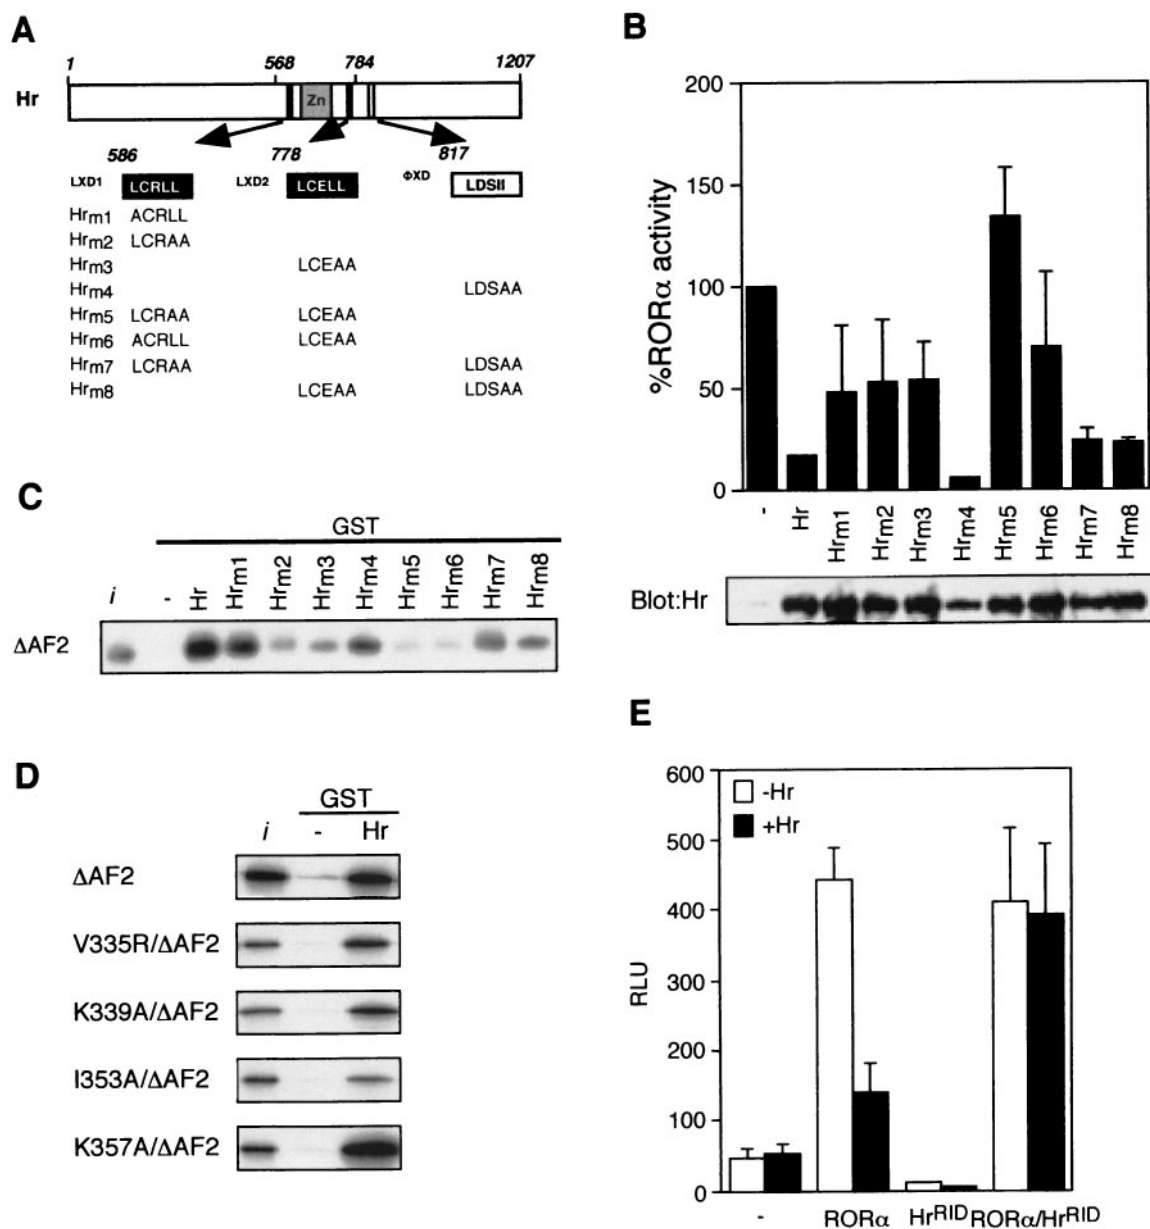 A
1 568 784 1207
Hr Zn
586 778 817
LXD1 LCRLL LXD2 LCELL ΦXD LDSII
Hrm1 ACRLL
Hrm2 LCRAA
Hrm3 LCEAA
Hrm4 LDSAA
Hrm5 LCRAA LCEAA
Hrm6 ACRLL LCEAA
Hrm7 LCRAA LDSAA
Hrm8 LCEAA LDSAA
B
%RORα activity
200
150
100
50
0
- Hr Hrm1 Hrm2 Hrm3 Hrm4 Hrm5 Hrm6 Hrm7 Hrm8
Blot:Hr
C
GST
i - Hr Hrm1 Hrm2 Hrm3 Hrm4 Hrm5 Hrm6 Hrm7 Hrm8
ΔAF2
D
GST
i - Hr
ΔAF2
V335R/ΔAF2
K339A/ΔAF2
I353A/ΔAF2
K357A/ΔAF2
E
RLU
600
500
400
300
200
100
0
-Hr
+Hr
- RORα HrRID RORα/HrRID